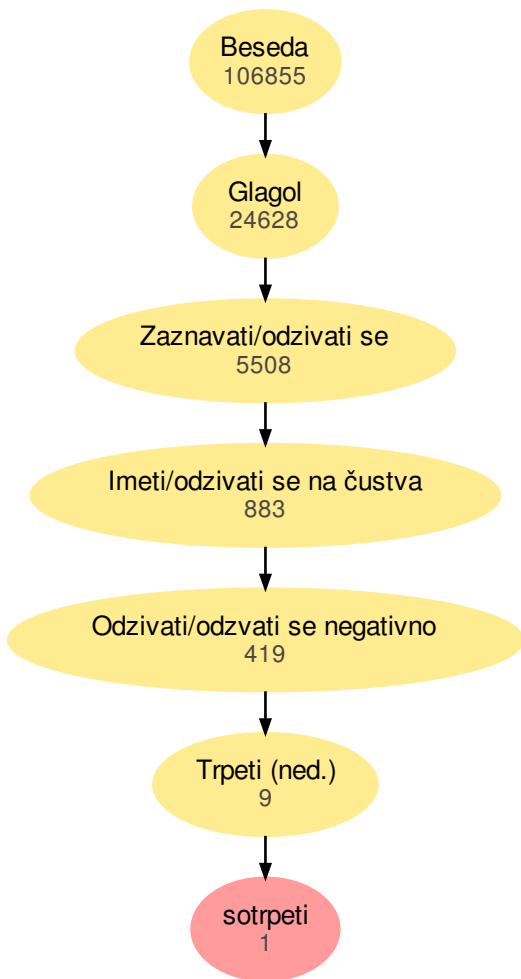 Beseda
106855
Glagol
24628
Zaznavati/odzivati se
5508
Imeti/odzivati se na čustva
883
Odzivati/odzvati se negativno
419
Trpeti (ned.)
9
sotrpeti
1